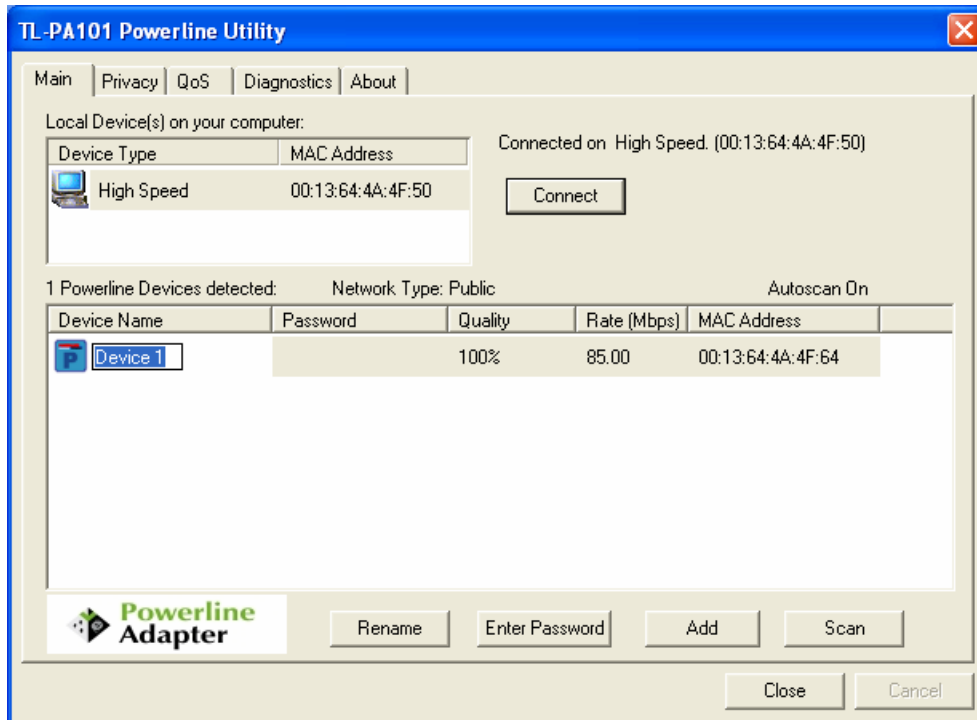 TL-PA101 Powerline Utility
Main Privacy QoS Diagnostics About
Local Device(s) on your computer:
Device Type MAC Address
High Speed 00:13:64:4A:4F:50
Connected on High Speed. (00:13:64:4A:4F:50)
Connect
1 Powerline Devices detected: Network Type: Public Autoscan On
Device Name Password Quality Rate (Mbps) MAC Address
P Device 1 100% 85.00 00:13:64:4A:4F:64
Powerline
Adapter
Rename Enter Password Add Scan
Close Cancel